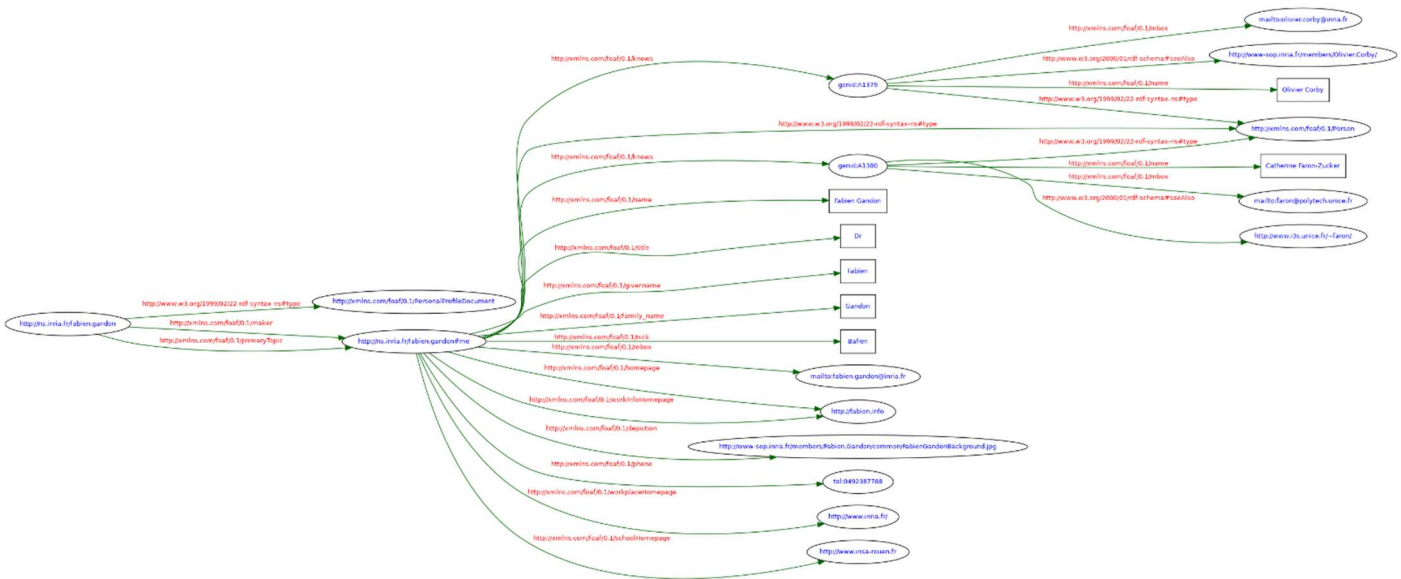 mailto:olivier.corby@inria.fr
http://xmlns.com/foaf/0.1/mbox
http://www-sop.inria.fr/members/Olivier.Corby/
http://xmlns.com/foaf/0.1/knows
http://www.w3.org/2000/01/rdf-schema#seeAlso
genid:A1379
http://xmlns.com/foaf/0.1/name
Olivier Corby
http://www.w3.org/1999/02/22-rdf-syntax-ns#type
http://www.w3.org/1999/02/22-rdf-syntax-ns#type
http://xmlns.com/foaf/0.1/Person
http://www.w3.org/1999/02/22-rdf-syntax-ns#type
http://xmlns.com/foaf/0.1/knows
genid:A1380
http://xmlns.com/foaf/0.1/name
Catherine Faron-Zucker
http://xmlns.com/foaf/0.1/mbox
http://xmlns.com/foaf/0.1/name
Fabien Gandon
http://www.w3.org/2000/01/rdf-schema#seeAlso
mailto:faron@polytech.unice.fr
Dr
http://www.i3s.unice.fr/~faron/
http://xmlns.com/foaf/0.1/title
Fabien
http://xmlns.com/foaf/0.1/givenname
http://www.w3.org/1999/02/22-rdf-syntax-ns#type
http://xmlns.com/foaf/0.1/PersonalProfileDocument
Gandon
http://xmlns.com/foaf/0.1/family_name
http://ns.inria.fr/fabien.gandon
http://xmlns.com/foaf/0.1/maker
http://xmlns.com/foaf/0.1/primaryTopic
http://ns.inria.fr/fabien.gandon#me
http://xmlns.com/foaf/0.1/nick
Bafien
http://xmlns.com/foaf/0.1/mbox
mailto:fabien.gandon@inria.fr
http://xmlns.com/foaf/0.1/homepage
http://xmlns.com/foaf/0.1/workInfoHomepage
http://fabien.info
http://xmlns.com/foaf/0.1/depiction
http://www-sop.inria.fr/members/Fabien.Gandon/common/FabienGandonBackground.jpg
http://xmlns.com/foaf/0.1/phone
tel:0492387788
http://xmlns.com/foaf/0.1/workplaceHomepage
http://www.inria.fr/
http://xmlns.com/foaf/0.1/schoolHomepage
http://www.insa-rouen.fr